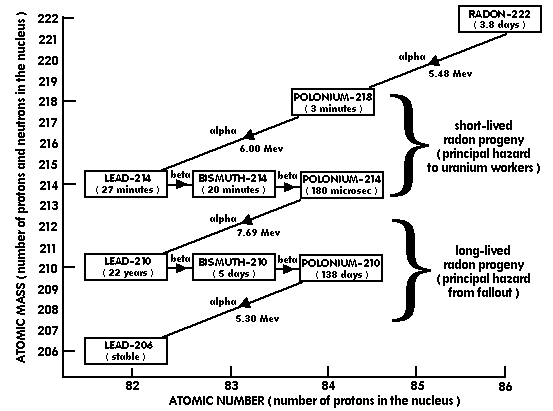 222
221
220
219
218
217
216
215
214
213
212
211
210
209
208
207
206
ATOMIC MASS ( number of protons and neutrons in the nucleus )
RADON-222
( 3.8 days )
alpha
5.48 Mev
POLONIUM-218
( 3 minutes )
alpha
6.00 Mev
short-lived
radon progeny
( principal hazard
to uranium workers )
LEAD-214
( 27 minutes )
beta
BISMUTH-214
( 20 minutes )
beta
POLONIUM-214
( 180 microsec )
alpha
7.69 Mev
LEAD-210
( 22 years )
beta
BISMUTH-210
( 5 days )
beta
POLONIUM-210
( 138 days )
long-lived
radon progeny
(principal hazard
from fallout )
alpha
5.30 Mev
LEAD-206
( stable )
82
83
84
85
86
ATOMIC NUMBER ( number of protons in the nucleus )